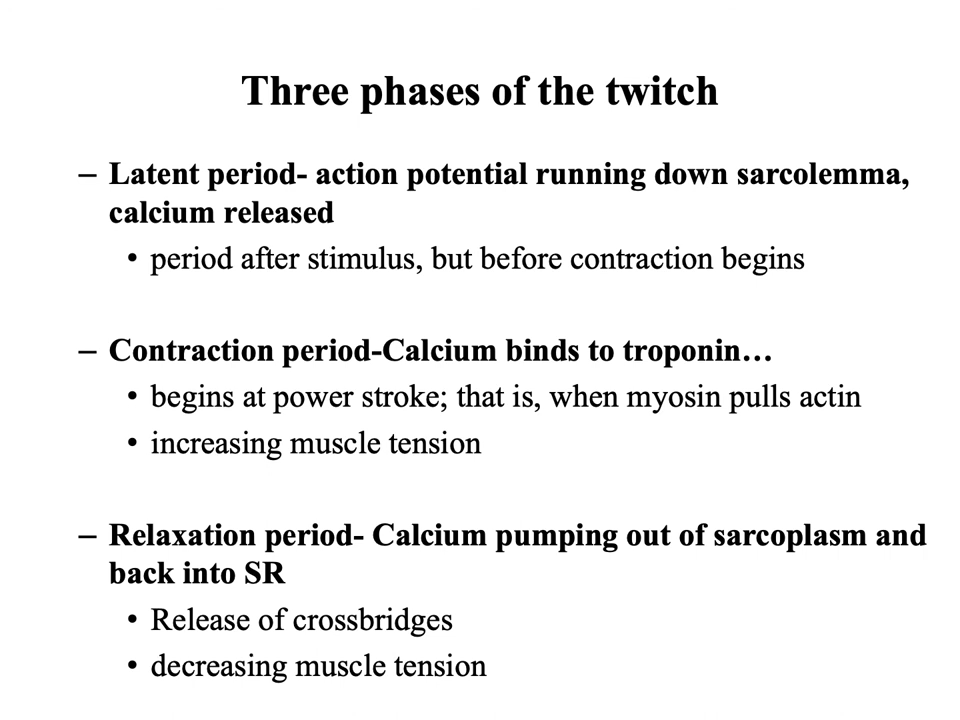 Three phases of the twitch
– Latent period- action potential running down sarcolemma,
calcium released
• period after stimulus, but before contraction begins
– Contraction period-Calcium binds to troponin…
• begins at power stroke; that is, when myosin pulls actin
• increasing muscle tension
– Relaxation period- Calcium pumping out of sarcoplasm and
back into SR
• Release of crossbridges
• decreasing muscle tension